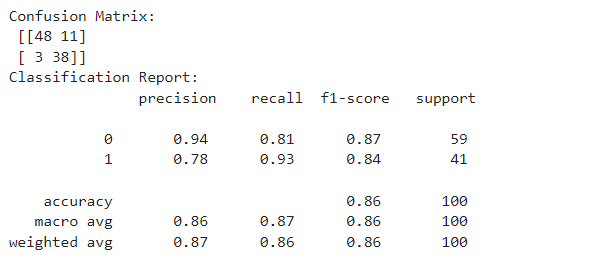 Confusion Matrix:
[[48 11]
[ 3 38]]
Classification Report:
precision recall f1-score support
0 0.94 0.81 0.87 59
1 0.78 0.93 0.84 41
accuracy 0.86 100
macro avg 0.86 0.87 0.86 100
weighted avg 0.87 0.86 0.86 100